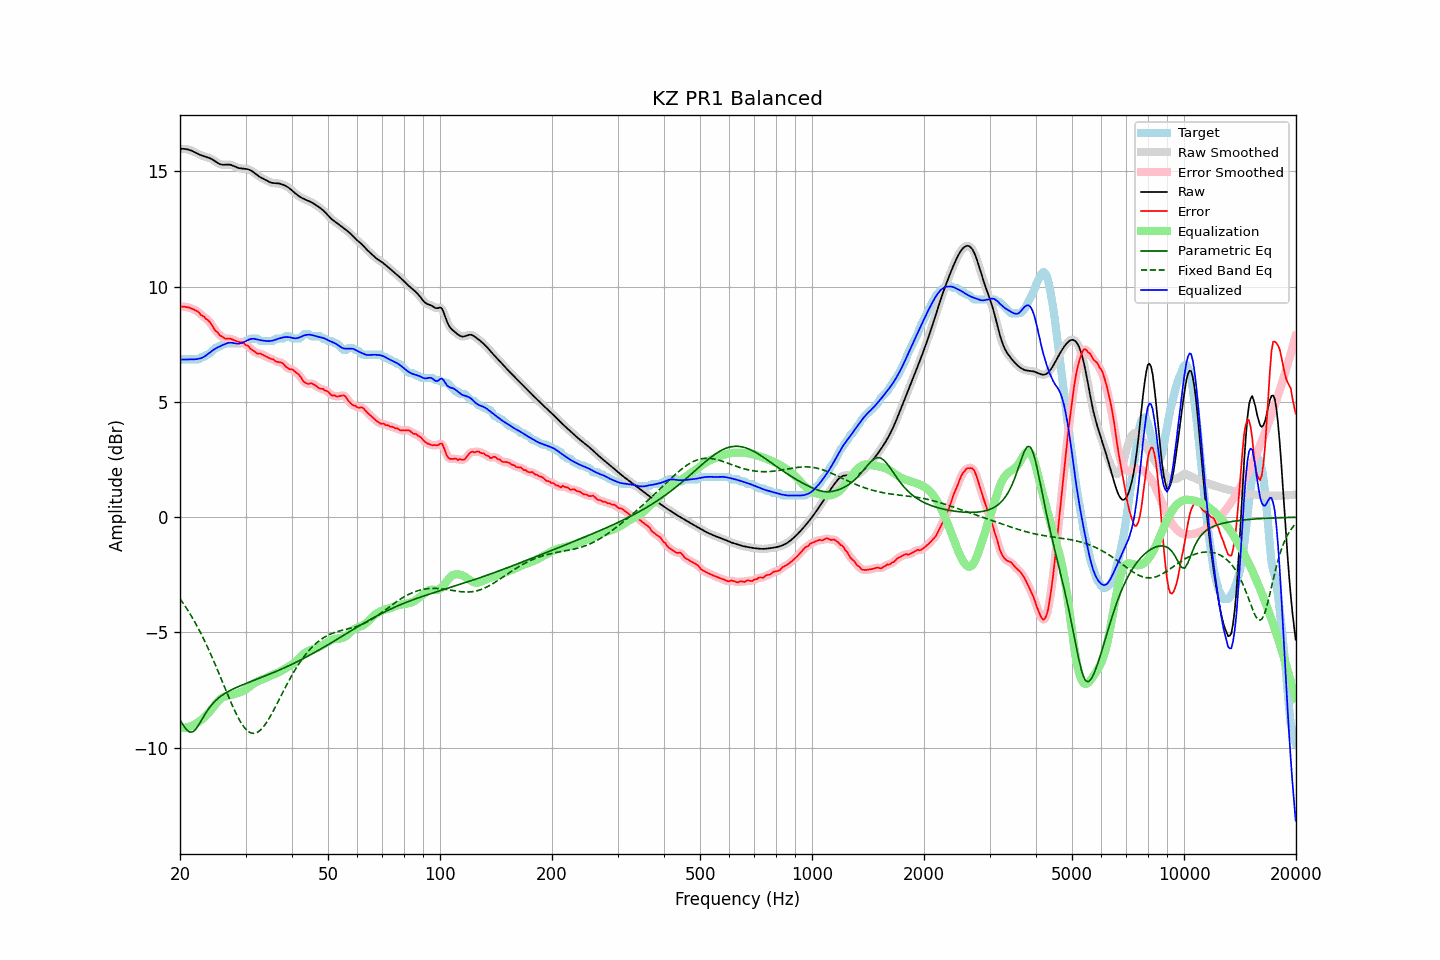 KZ PR1 Balanced
Target
Raw Smoothed
Error Smoothed
Raw
Error
Equalization
Parametric Eq
Fixed Band Eq
Equalized
Amplitude (dBr)
15
10
5
0
−5
−10
20 50 100 200 500 1000 2000 5000 10000 20000
Frequency (Hz)